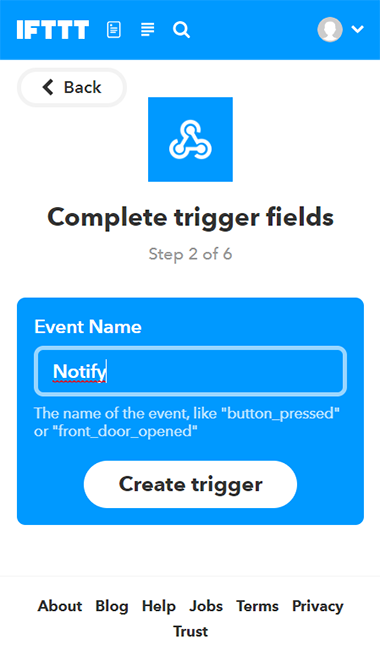 IFTTT
Back
Complete trigger fields
Step 2 of 6
Event Name
Notify
The name of the event, like "button_pressed"
or "front_door_opened"
Create trigger
About Blog Help Jobs Terms Privacy
Trust